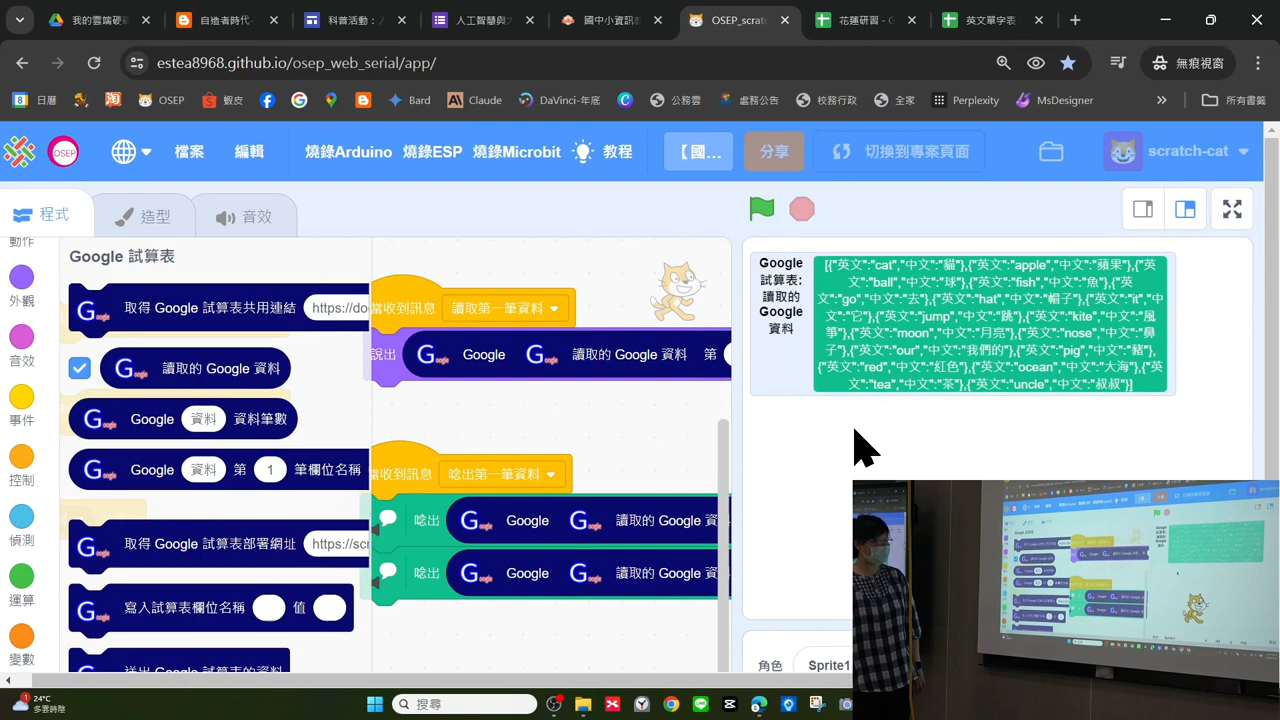 我的雲端硬
自造者時代-
科普活動：人
人工智慧與大
國中小資訊
OSEP_scratc
花蓮研習 - G
英文單字表
estea8968.github.io/osep_web_serial/app/
無痕視窗
日曆
淘
OSEP
蝦皮
Bard
Claude
DaVinci-年底
公務雲
處務公告
校務行政
全家
Perplexity
MsDesigner
所有書籤
OSEP
檔案
編輯
燒錄Arduino
燒錄ESP
燒錄Microbit
教程
【國...
分享
切換到專案頁面
scratch-cat
程式
造型
音效
動作
外觀
音效
事件
控制
偵測
運算
變數
Google 試算表
取得 Google 試算表共用連結 https://do
讀取的 Google 資料
Google 資料 資料筆數
Google 資料 第 1 筆欄位名稱
取得 Google 試算表部署網址 https://scr
寫入試算表欄位名稱 值
送出 Google 試算表的資料
當收到訊息 讀取第一筆資料
說出 Google 讀取的 Google 資料 第
當收到訊息 唸出第一筆資料
唸出 Google 讀取的 Google 資
唸出 Google 讀取的 Google 資
Google
試算表:
讀取的
Google
資料
[{"英文":"cat","中文":"貓"},{"英文":"apple","中文":"蘋果"},{"英
文":"ball","中文":"球"},{"英文":"fish","中文":"魚"},{"英
文":"go","中文":"去"},{"英文":"hat","中文":"帽子"},{"英文":"it","中
文":"它"},{"英文":"jump","中文":"跳"},{"英文":"kite","中文":"風
箏"},{"英文":"moon","中文":"月亮"},{"英文":"nose","中文":"鼻
子"},{"英文":"our","中文":"我們的"},{"英文":"pig","中文":"豬"},
{"英文":"red","中文":"紅色"},{"英文":"ocean","中文":"大海"},{"英
文":"tea","中文":"茶"},{"英文":"uncle","中文":"叔叔"}]
角色
Sprite1
24°C
多雲時陰
搜尋